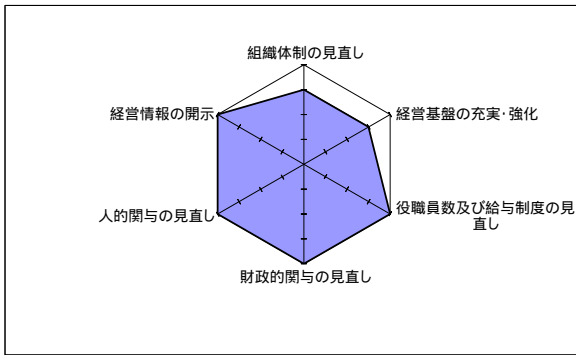 組織体制の見直し
経営基盤の充実・強化
役職員数及び給与制度の見
直し
財政的関与の見直し
人的関与の見直し
経営情報の開示